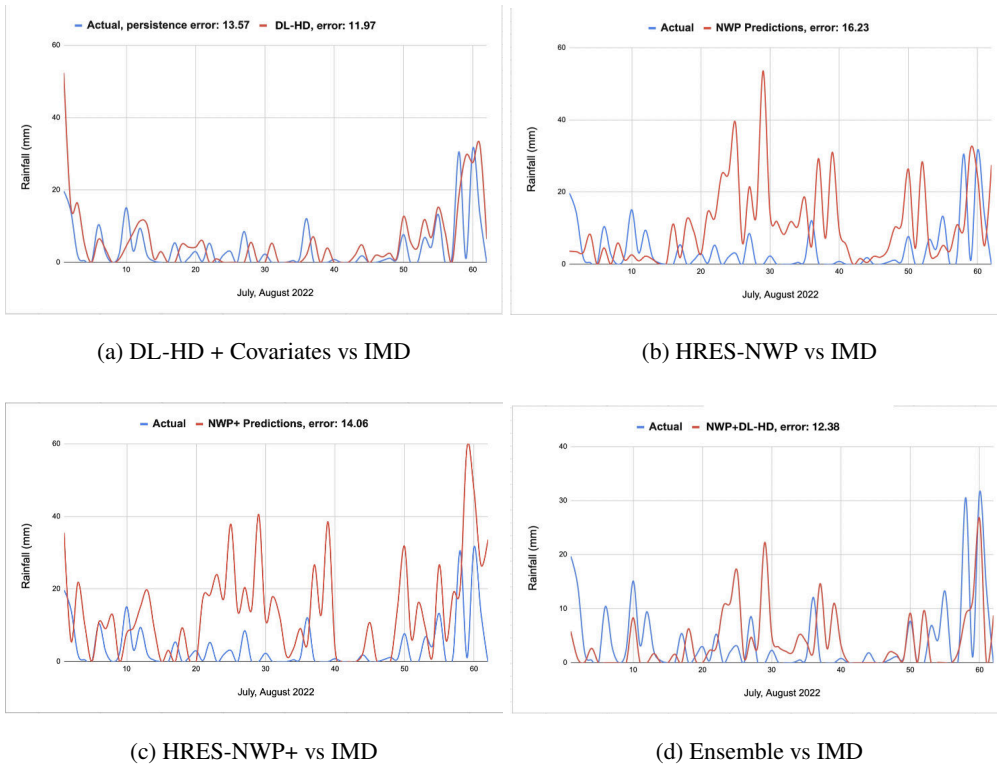 Actual, persistence error: 13.57 DL-HD, error: 11.97
60
40
20
0
Rainfall (mm)
10 20 30 40 50 60
July, August 2022
(a) DL-HD + Covariates vs IMD
Actual NWP Predictions, error: 16.23
60
40
20
0
Rainfall (mm)
10 20 30 40 50 60
July, August 2022
(b) HRES-NWP vs IMD
Actual NWP+ Predictions, error: 14.06
60
40
20
0
Rainfall (mm)
10 20 30 40 50 60
July, August 2022
(c) HRES-NWP+ vs IMD
Actual NWP+DL-HD, error: 12.38
40
30
20
10
0
Rainfall (mm)
10 20 30 40 50 60
July, August 2022
(d) Ensemble vs IMD